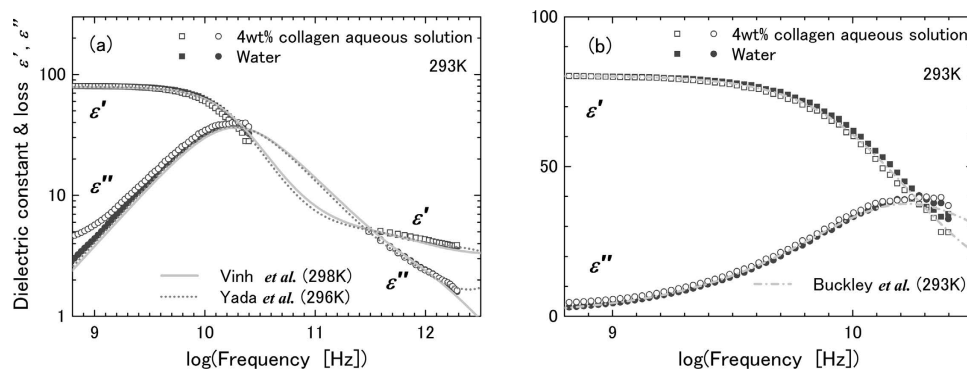 (a)
4wt% collagen aqueous solution
Water
293K
Dielectric constant & loss ε', ε"
100
10
1
ε'
ε"
ε'
ε"
Vinh et al. (298K)
Yada et al. (296K)
9 10 11 12
log(Frequency [Hz])
(b)
4wt% collagen aqueous solution
Water
293K
100
50
0
ε'
ε"
Buckley et al. (293K)
9 10
log(Frequency [Hz])